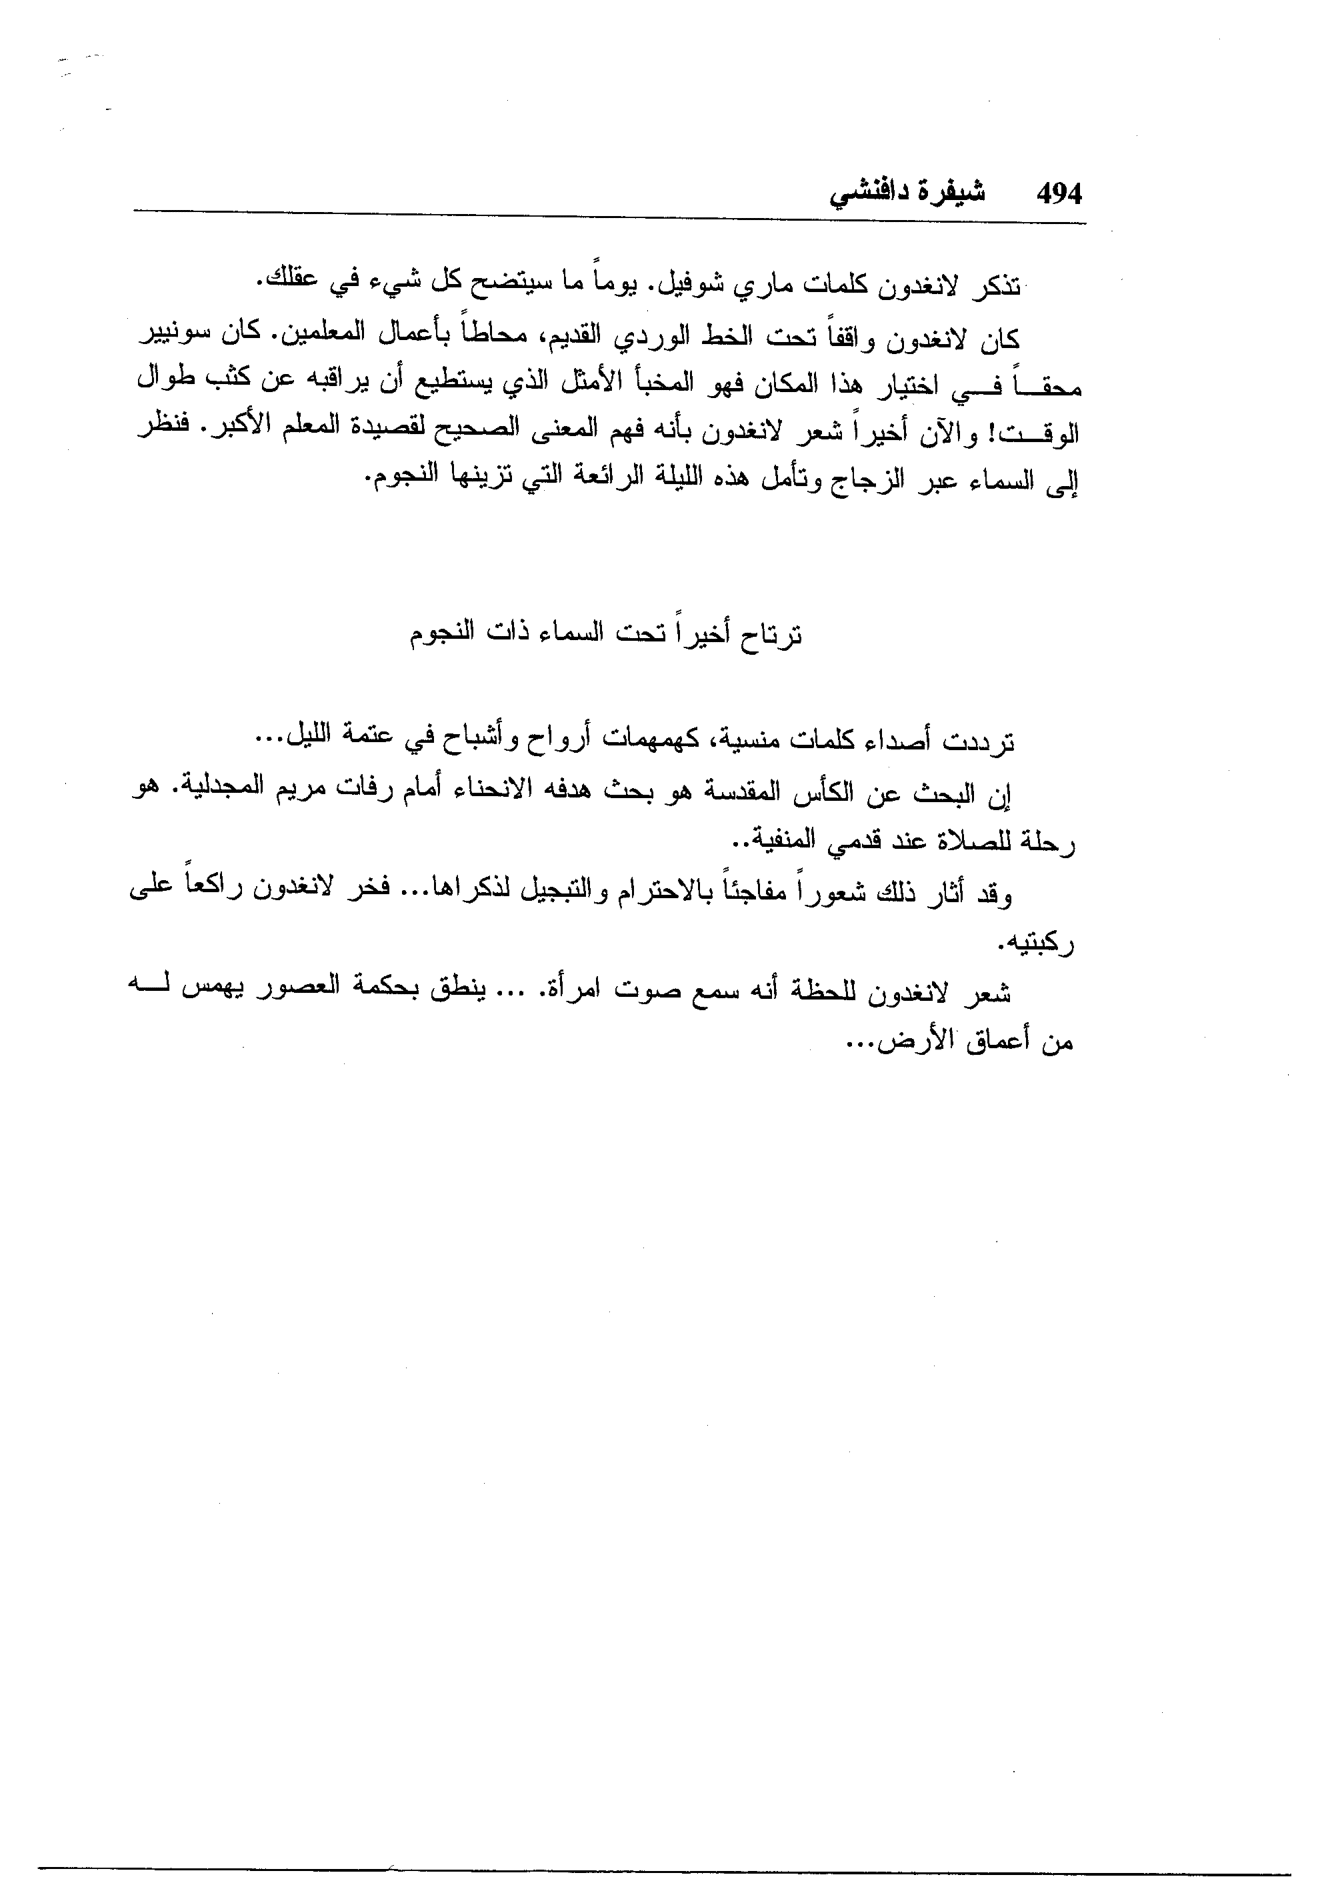 494 شيفرة دافنشي
تذكر لانغدون كلمات ماري شوفيل. يوماً ما سيتضح كل شيء في عقلك.
كان لانغدون واقفاً تحت الخط الوردي القديم، محاطاً بأعمال المعلمين. كان سونيير
محقاً في اختيار هذا المكان فهو المخبأ الأمثل الذي يستطيع أن يراقبه عن كثب طوال
الوقت! والآن أخيراً شعر لانغدون بأنه فهم المعنى الصحيح لقصيدة المعلم الأكبر. فنظر
إلى السماء عبر الزجاج وتأمل هذه الليلة الرائعة التي تزينها النجوم.
ترتاح أخيراً تحت السماء ذات النجوم
ترددت أصداء كلمات منسية، كهمهمات أرواح وأشباح في عتمة الليل...
إن البحث عن الكأس المقدسة هو بحث هدفه الانحناء أمام رفات مريم المجدلية. هو
رحلة للصلاة عند قدمي المنفية..
وقد أثار ذلك شعوراً مفاجئاً بالاحترام والتبجيل لذكراها... فخر لانغدون راكعاً على
ركبتيه.
شعر لانغدون للحظة أنه سمع صوت امرأة. ... ينطق بحكمة العصور يهمس له
من أعماق الأرض...